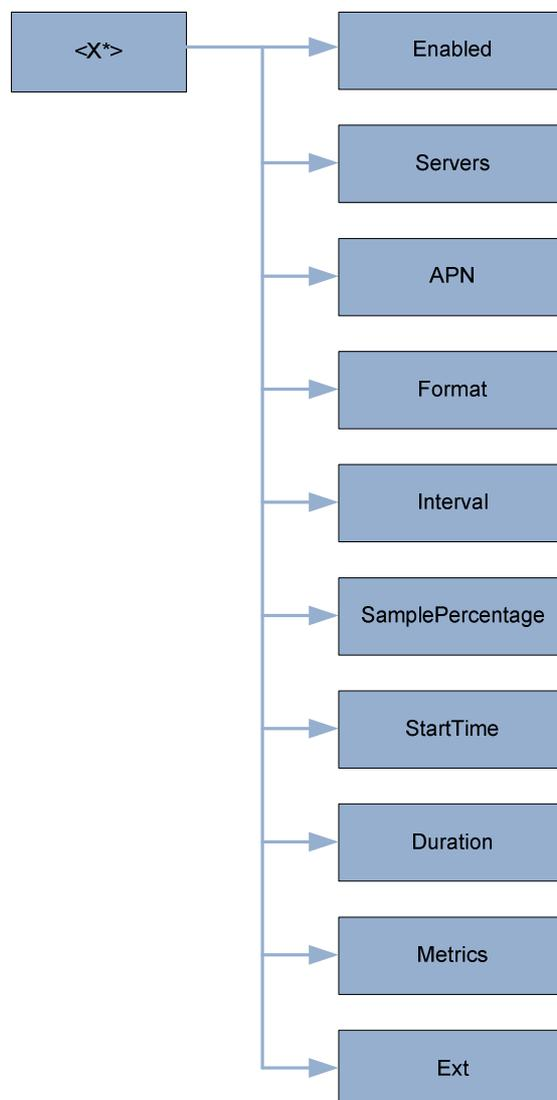 <X*>
Enabled
Servers
APN
Format
Interval
SamplePercentage
StartTime
Duration
Metrics
Ext